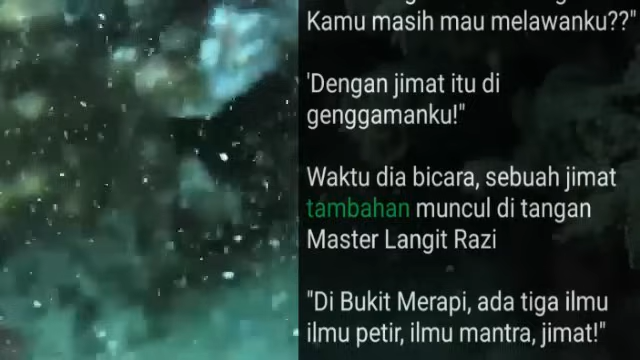 Kamu masih mau melawanku??"
'Dengan jimat itu di
genggamanku!"
Waktu dia bicara, sebuah jimat
tambahan muncul di tangan
Master Langit Razi
"Di Bukit Merapi, ada tiga ilmu
ilmu petir, ilmu mantra, jimat!"